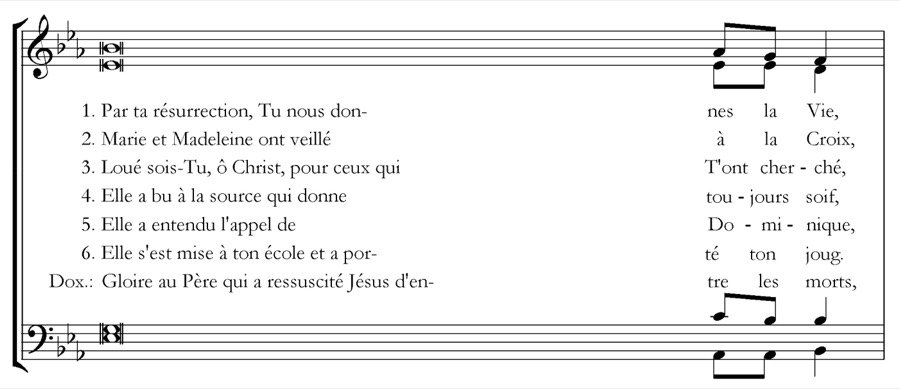 1. Par ta résurrection, Tu nous don- nes la Vie,
2. Marie et Madeleine ont veillé à la Croix,
3. Loué sois-Tu, ô Christ, pour ceux qui T'ont cher - ché,
4. Elle a bu à la source qui donne tou - jours soif,
5. Elle a entendu l'appel de Do - mi - nique,
6. Elle s'est mise à ton école et a por- té ton joug.
Dox.: Gloire au Père qui a ressuscité Jésus d'en- tre les morts,